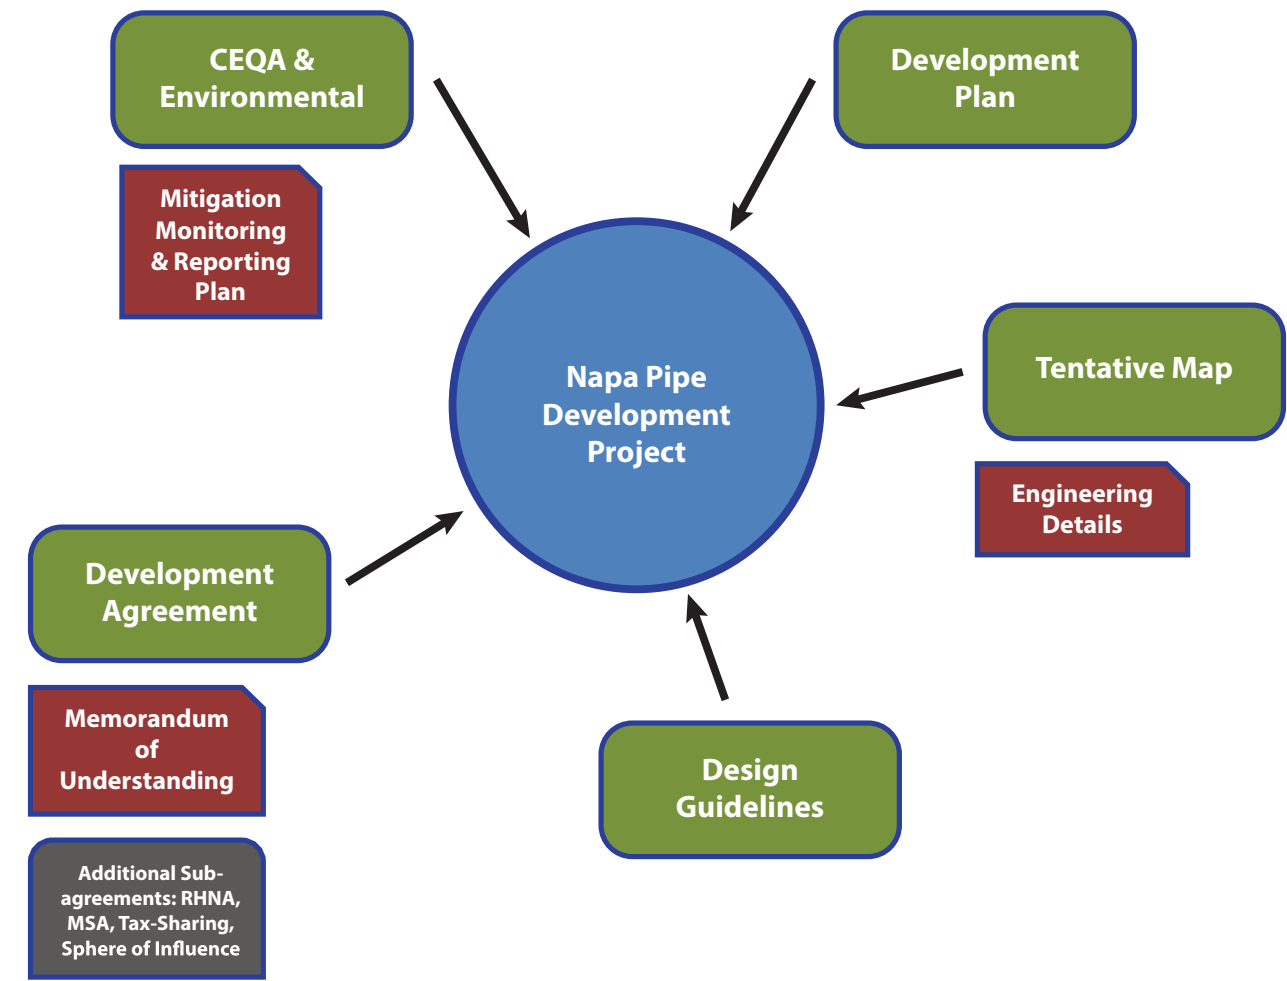 CEQA &
Environmental
Development
Plan
Mitigation
Monitoring
& Reporting
Plan
Napa Pipe
Development
Project
Tentative Map
Engineering
Details
Development
Agreement
Memorandum
of
Understanding
Design
Guidelines
Additional Sub-
agreements: RHNA,
MSA, Tax-Sharing,
Sphere of Influence